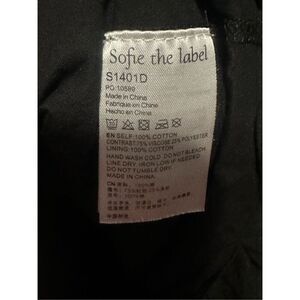 Sofie the label
S1401D
PO 10589
Made in China
Fabriqué en Chine
Hecho en China
EN SELF:100% COTTON
CONTRAST:75% VISCOSE 25% POLYESTER
LINING: 100% COTTON
HAND WASH COLD DO NOT BLEACH
LINE DRY IRON LOW IF NEEDED
DO NOT TUMBLE DRY
MADE IN CHINA